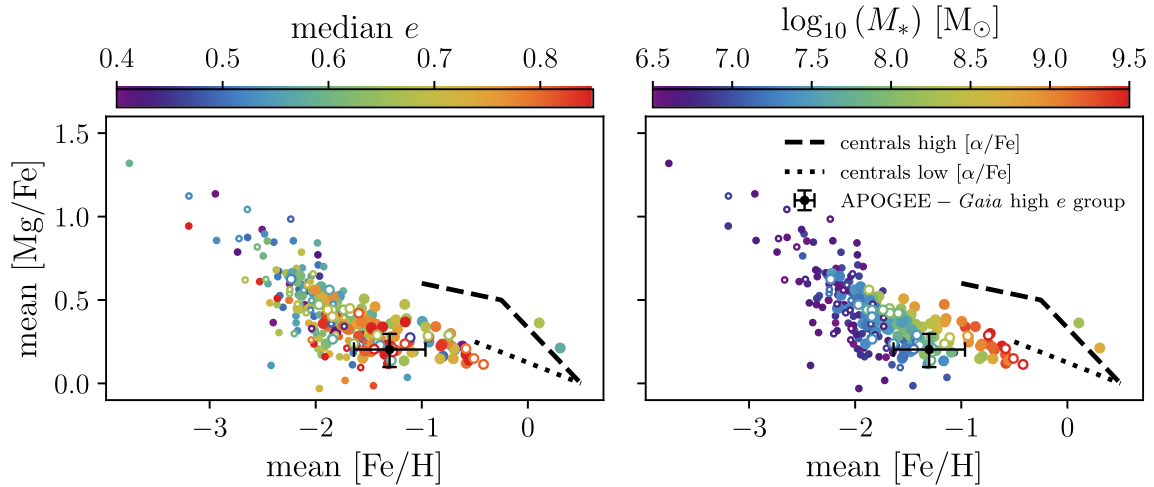 median e
0.4 0.5 0.6 0.7 0.8
log₁₀ (M∗) [M⊙]
6.5 7.0 7.5 8.0 8.5 9.0 9.5
mean [Mg/Fe]
1.5
1.0
0.5
0.0
−3 −2 −1 0
mean [Fe/H]
centrals high [α/Fe]
centrals low [α/Fe]
APOGEE − Gaia high e group
−3 −2 −1 0
mean [Fe/H]